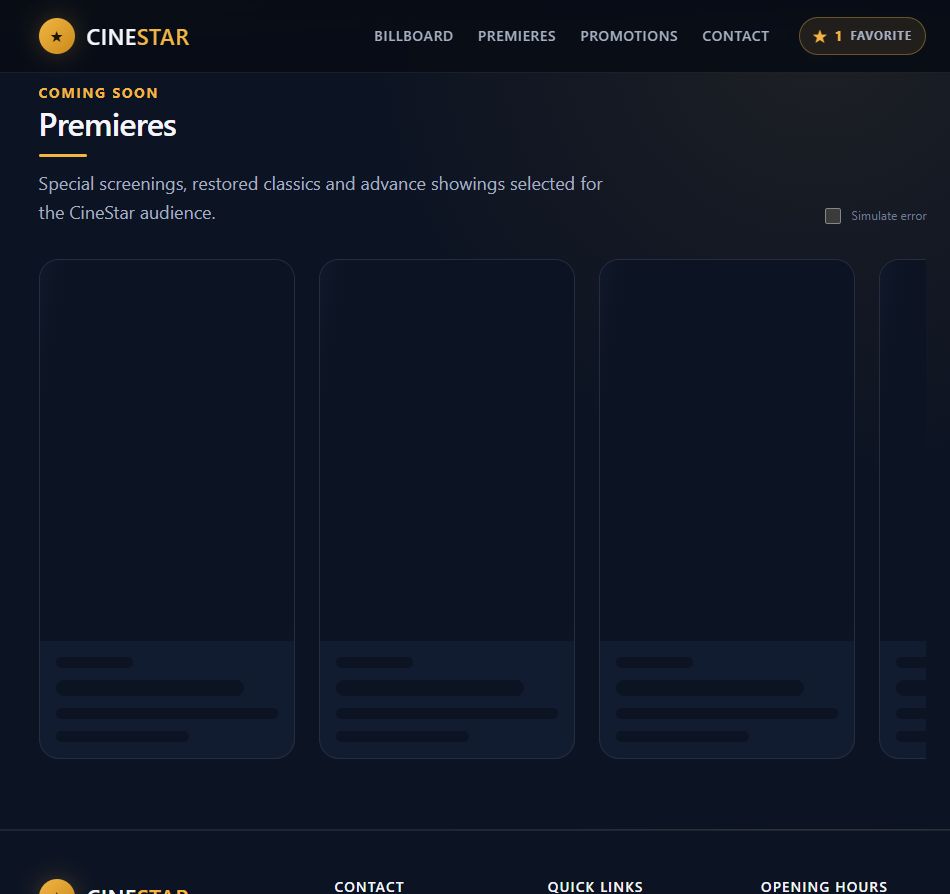 CINESTAR
BILLBOARD PREMIERES PROMOTIONS CONTACT 1 FAVORITE
COMING SOON
Premieres
Special screenings, restored classics and advance showings selected for
the CineStar audience.
Simulate error
CINESTAR
CONTACT QUICK LINKS OPENING HOURS